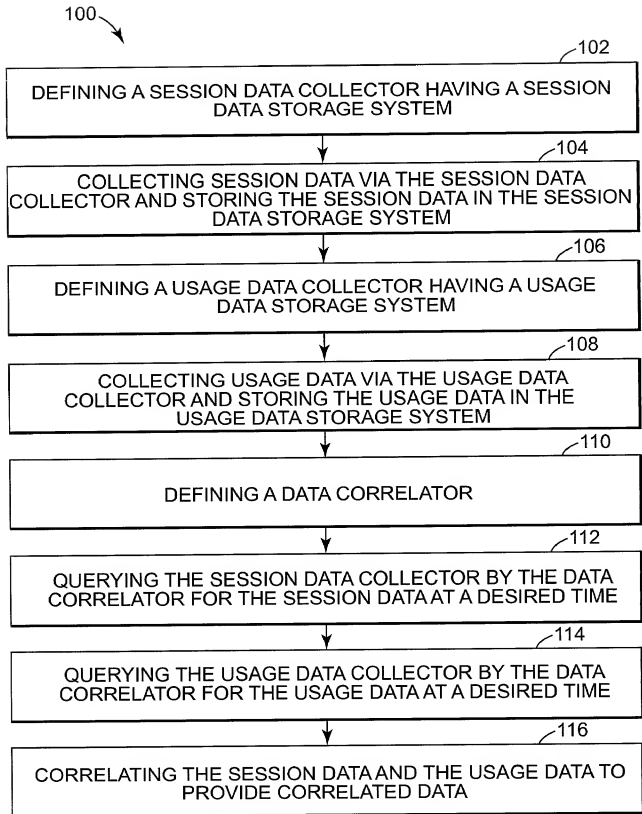 100
102
DEFINING A SESSION DATA COLLECTOR HAVING A SESSION
DATA STORAGE SYSTEM
104
COLLECTING SESSION DATA VIA THE SESSION DATA
COLLECTOR AND STORING THE SESSION DATA IN THE SESSION
DATA STORAGE SYSTEM
106
DEFINING A USAGE DATA COLLECTOR HAVING A USAGE
DATA STORAGE SYSTEM
108
COLLECTING USAGE DATA VIA THE USAGE DATA
COLLECTOR AND STORING THE USAGE DATA IN THE
USAGE DATA STORAGE SYSTEM
110
DEFINING A DATA CORRELATOR
112
QUERYING THE SESSION DATA COLLECTOR BY THE DATA
CORRELATOR FOR THE SESSION DATA AT A DESIRED TIME
114
QUERYING THE USAGE DATA COLLECTOR BY THE DATA
CORRELATOR FOR THE USAGE DATA AT A DESIRED TIME
116
CORRELATING THE SESSION DATA AND THE USAGE DATA TO
PROVIDE CORRELATED DATA